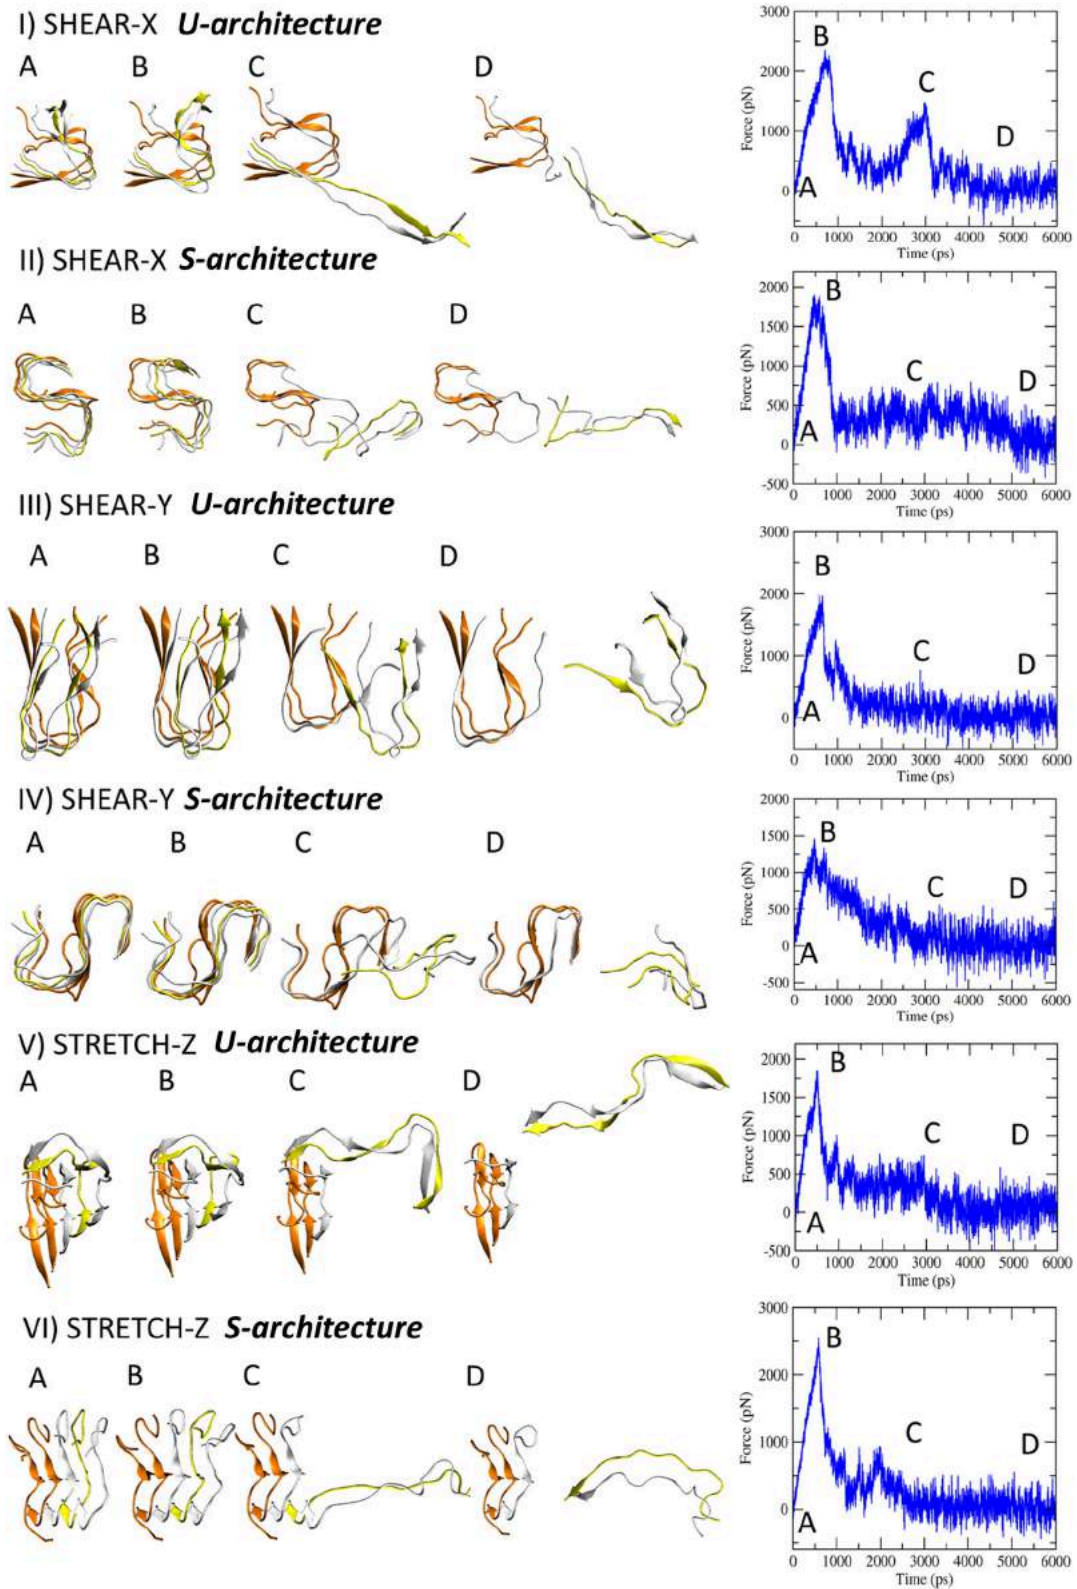 I) SHEAR-X U-architecture
A B C D
3000
2000
1000
0
Force (pN)
B
C
D
A
0 1000 2000 3000 4000 5000 6000
Time (ps)
II) SHEAR-X S-architecture
A B C D
2000
1500
1000
500
0
-500
Force (pN)
B
C
D
A
0 1000 2000 3000 4000 5000 6000
Time (ps)
III) SHEAR-Y U-architecture
A B C D
3000
2000
1000
0
Force (pN)
B
C
D
A
0 1000 2000 3000 4000 5000 6000
Time (ps)
IV) SHEAR-Y S-architecture
A B C D
2000
1500
1000
500
0
-500
Force (pN)
B
C
D
A
0 1000 2000 3000 4000 5000 6000
Time (ps)
V) STRETCH-Z U-architecture
A B C D
2000
1500
1000
500
0
-500
Force (pN)
B
C
D
A
0 1000 2000 3000 4000 5000 6000
Time (ps)
VI) STRETCH-Z S-architecture
A B C D
3000
2000
1000
0
Force (pN)
B
C
D
A
0 1000 2000 3000 4000 5000 6000
Time (ps)